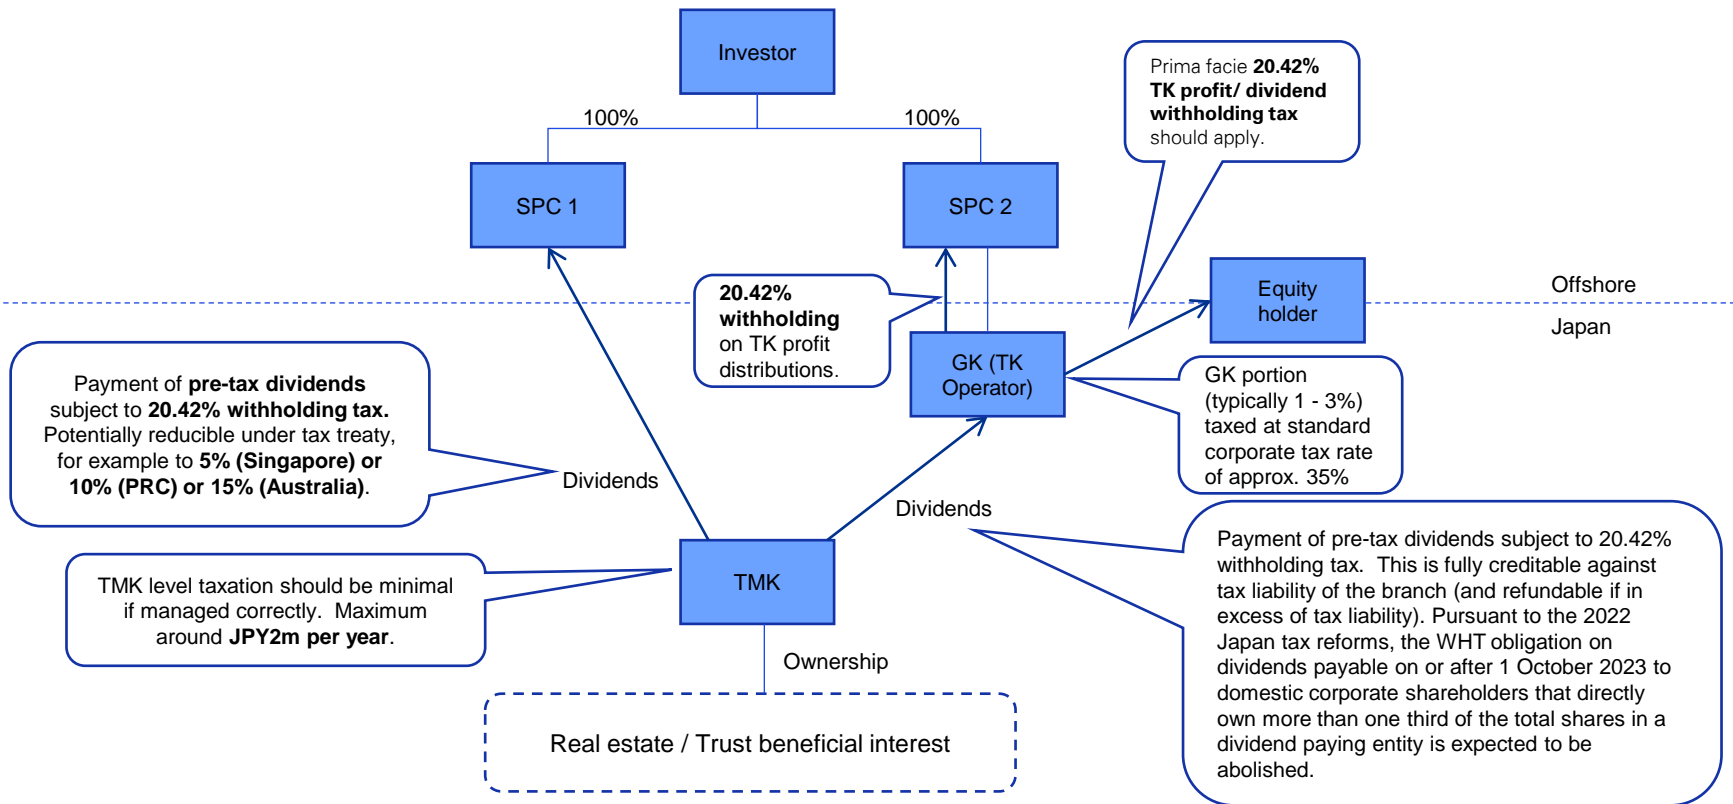 Investor
Prima facie 20.42%
TK profit/ dividend
withholding tax
should apply.
100%
100%
SPC 1
SPC 2
20.42%
withholding
on TK profit
distributions.
Equity
holder
Offshore
Japan
Payment of pre-tax dividends
subject to 20.42% withholding tax.
Potentially reducible under tax treaty,
for example to 5% (Singapore) or
10% (PRC) or 15% (Australia).
GK (TK
Operator)
GK portion
(typically 1 - 3%)
taxed at standard
corporate tax rate
of approx. 35%
Dividends
Dividends
TMK level taxation should be minimal
if managed correctly.  Maximum
around JPY2m per year.
TMK
Payment of pre-tax dividends subject to 20.42%
withholding tax.  This is fully creditable against
tax liability of the branch (and refundable if in
excess of tax liability). Pursuant to the 2022
Japan tax reforms, the WHT obligation on
dividends payable on or after 1 October 2023 to
domestic corporate shareholders that directly
own more than one third of the total shares in a
dividend paying entity is expected to be
abolished.
Ownership
Real estate / Trust beneficial interest